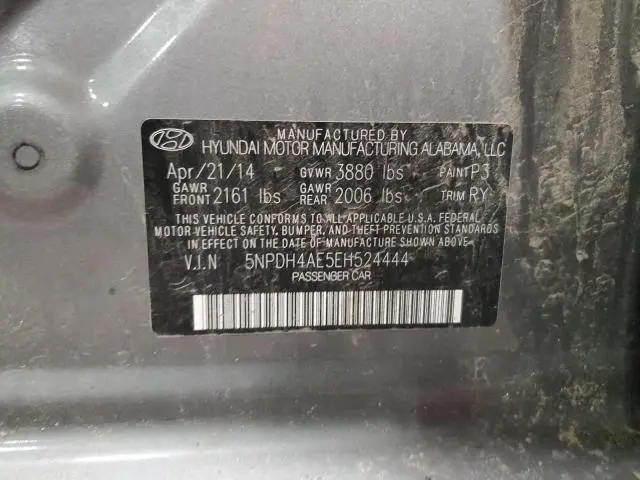 MANUFACTURED BY
HYUNDAI MOTOR MANUFACTURING ALABAMA, LLC
Apr/21/14 GVWR 3880 lbs PAINT P3
GAWR FRONT 2161 lbs GAWR REAR 2006 lbs TRIM RY
THIS VEHICLE CONFORMS TO ALL APPLICABLE U.S.A. FEDERAL
MOTOR VEHICLE SAFETY, BUMPER, AND THEFT PREVENTION STANDARDS
IN EFFECT ON THE DATE OF MANUFACTURE SHOWN ABOVE.
V.I.N 5NPDH4AE5EH524444
PASSENGER CAR